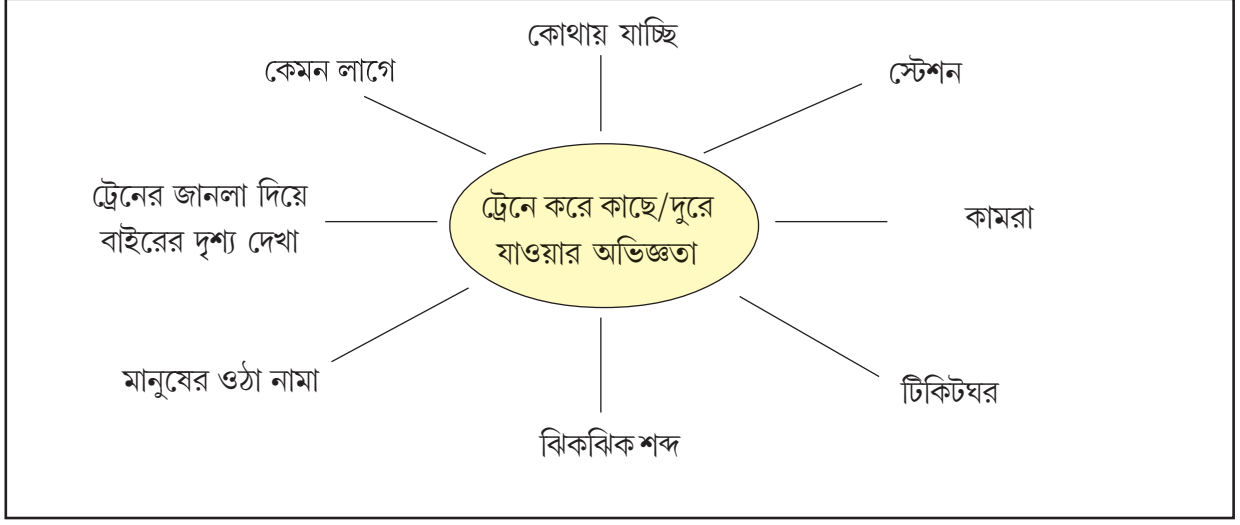 কোথায় যাচ্ছি
কেমন লাগে
স্টেশন
ট্রেনের জানলা দিয়ে
বাইরের দৃশ্য দেখা
ট্রেনে করে কাছে/দুরে
যাওয়ার অভিজ্ঞতা
কামরা
মানুষের ওঠা নামা
টিকিটঘর
ঝিকঝিক শব্দ